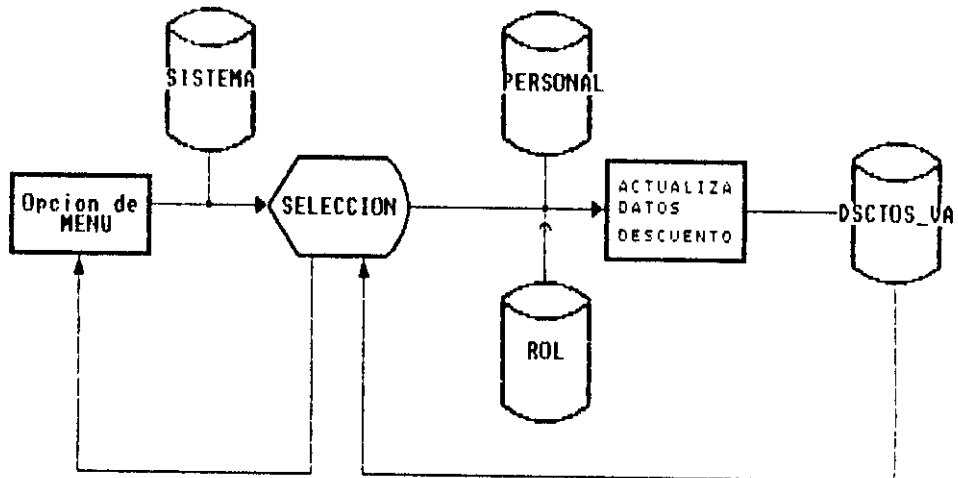 SISTEMA
PERSONAL
Opcion de
MENU
SELECCION
ACTUALIZA
DATOS
DESCUENTO
DSCTOS_VA
ROL